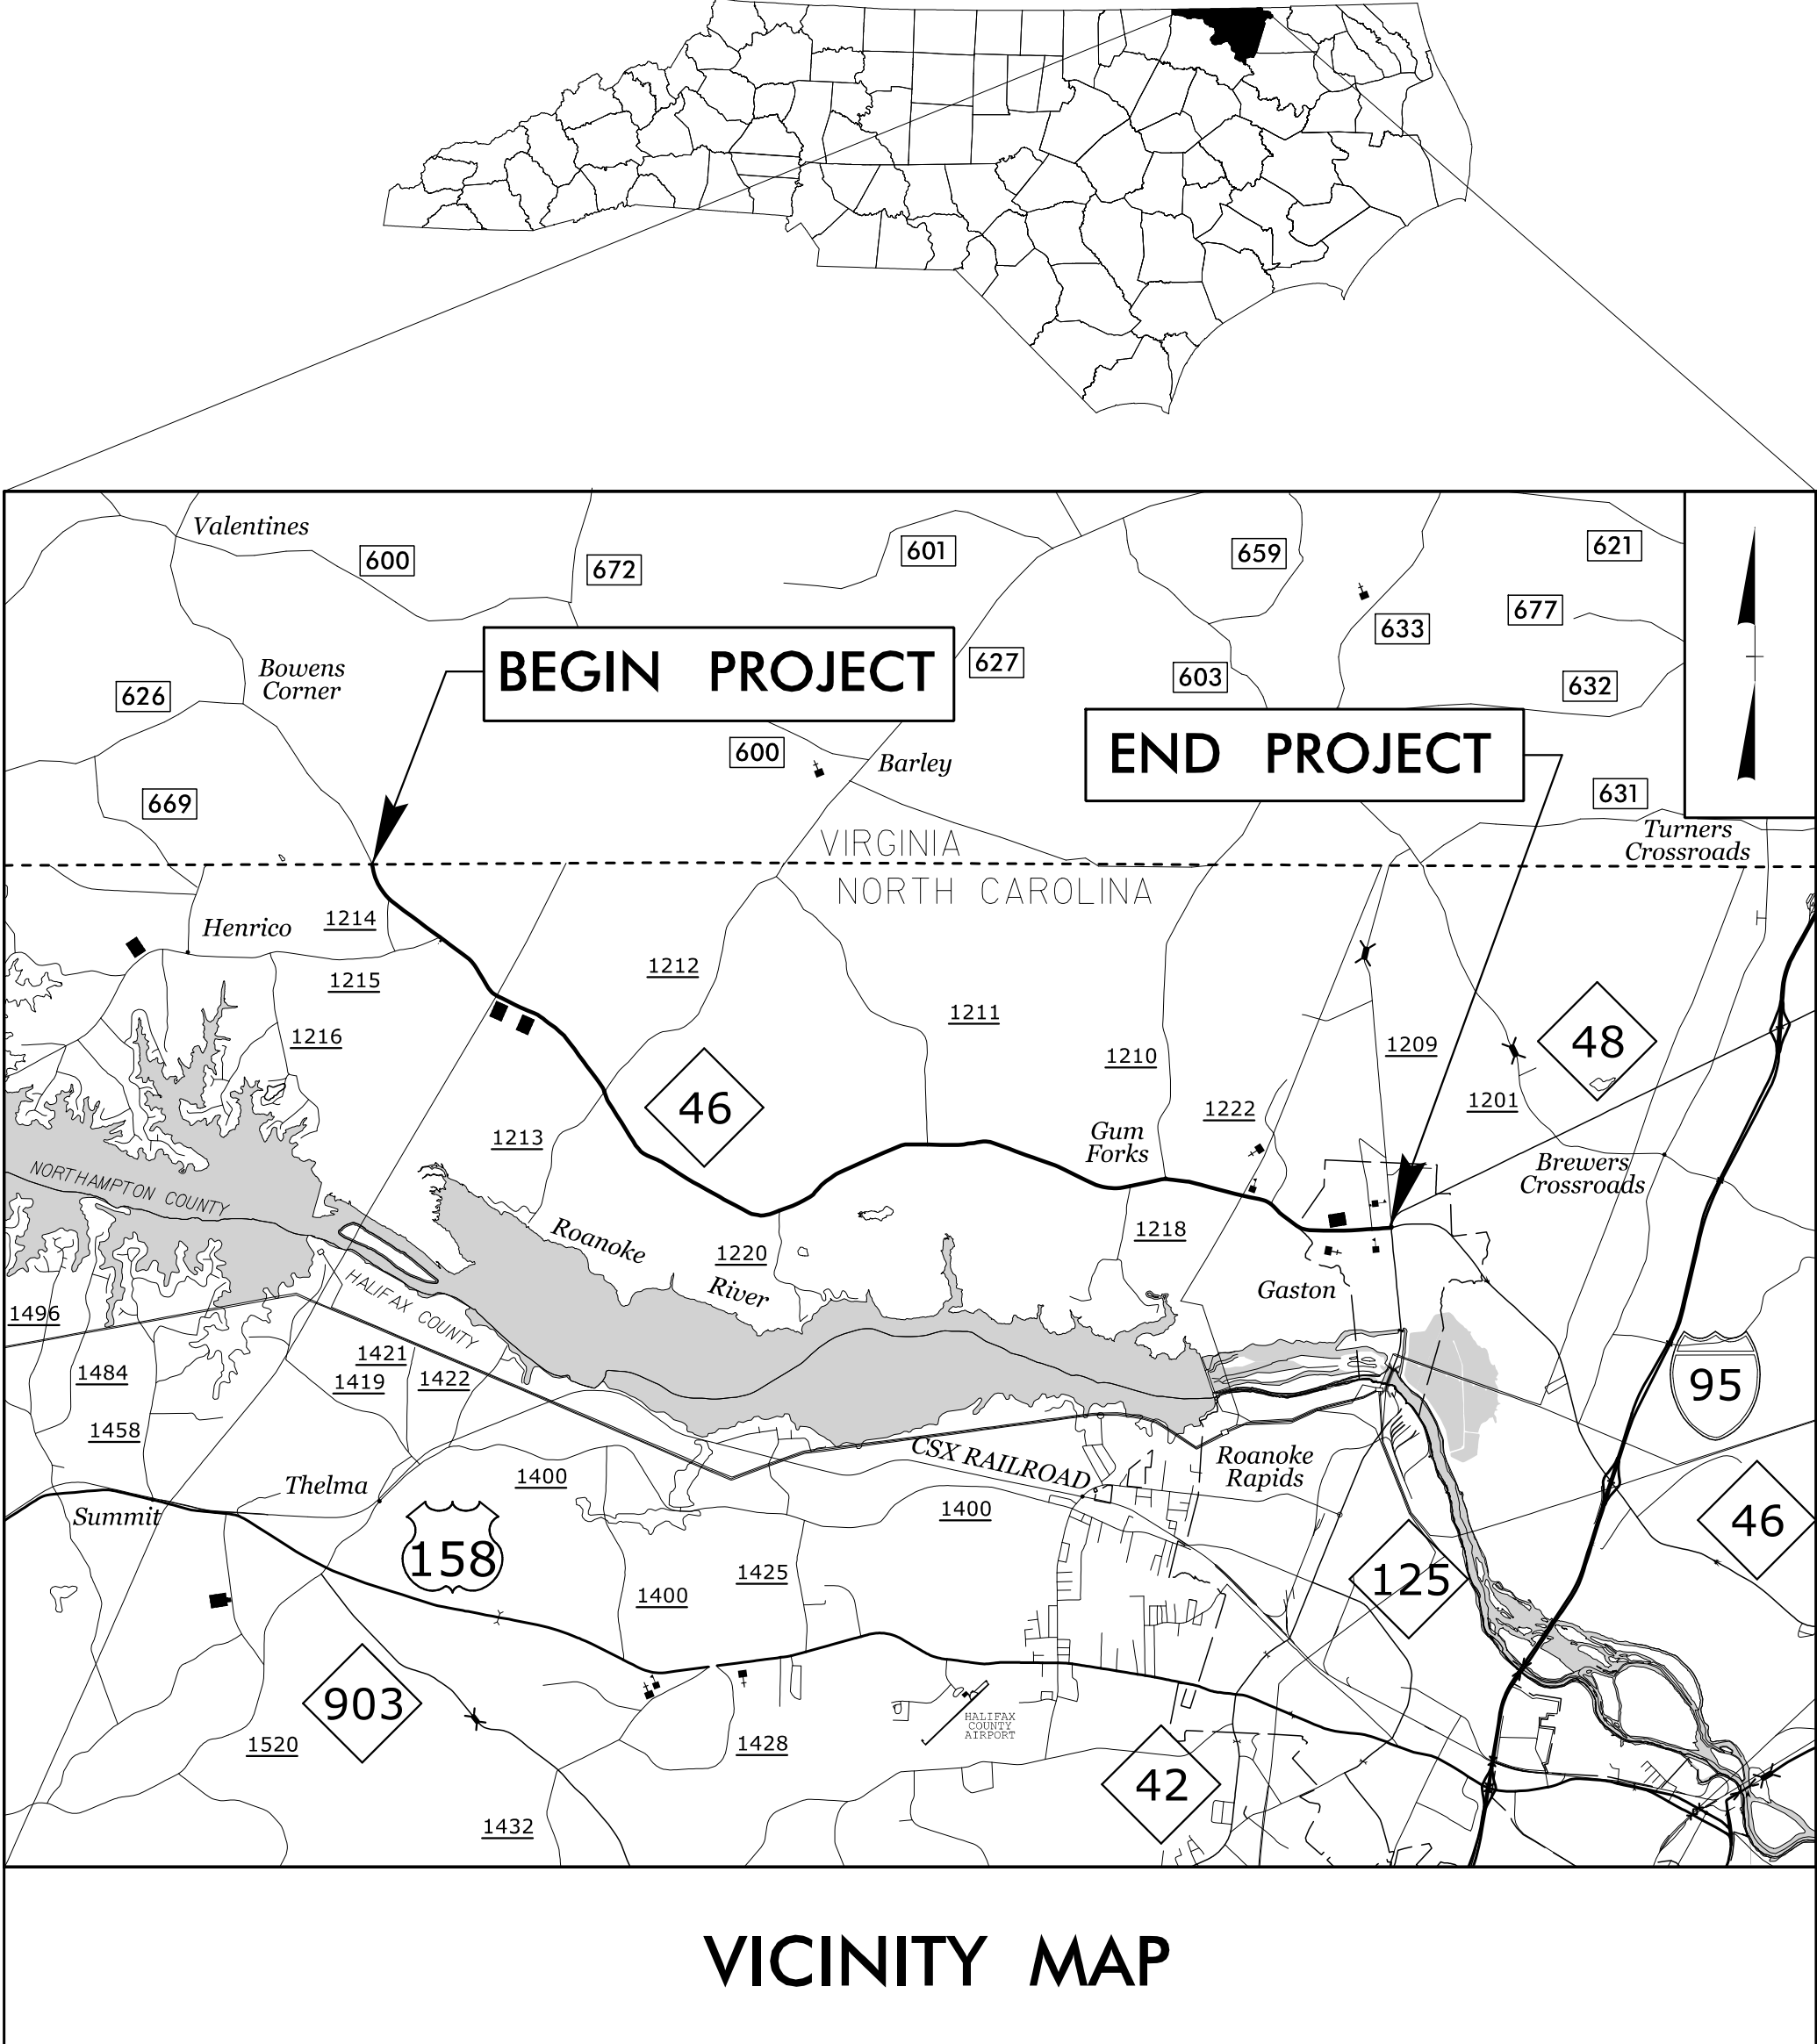 Valentines
600
672
601
659
621
677
633
BEGIN PROJECT
627
603
632
Bowens
Corner
626
END PROJECT
600
Barley
669
631
Turners
Crossroads
VIRGINIA
NORTH CAROLINA
Henrico
1214
1215
1212
1211
1216
1210
1209
48
1201
46
1222
1213
Gum
Forks
Brewers
Crossroads
NORTHAMPTON COUNTY
Roanoke
River
1220
1218
Gaston
HALIFAX COUNTY
1496
1421
1484
1419
1422
95
1458
CSX RAILROAD
Roanoke
Rapids
1400
Thelma
1400
Summit
46
158
125
1425
1400
903
HALIFAX
COUNTY
AIRPORT
1520
1428
42
1432
VICINITY MAP